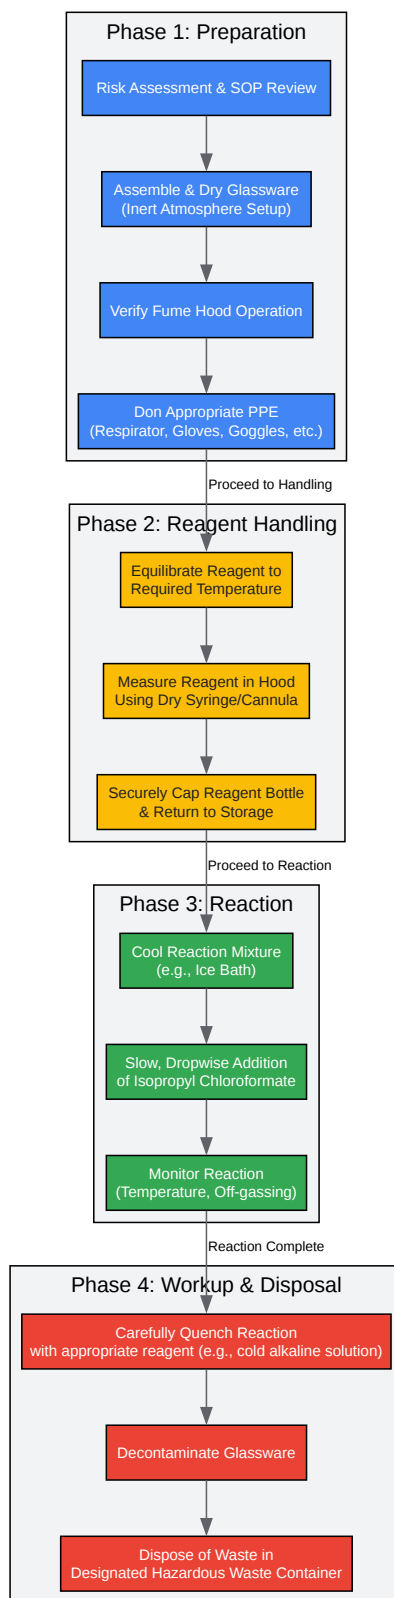 Phase 1: Preparation
Risk Assessment & SOP Review
Assemble & Dry Glassware
(Inert Atmosphere Setup)
Verify Fume Hood Operation
Don Appropriate PPE
(Respirator, Gloves, Goggles, etc.)
Proceed to Handling
Phase 2: Reagent Handling
Equilibrate Reagent to
Required Temperature
Measure Reagent in Hood
Using Dry Syringe/Cannula
Securely Cap Reagent Bottle
& Return to Storage
Proceed to Reaction
Phase 3: Reaction
Cool Reaction Mixture
(e.g., Ice Bath)
Slow, Dropwise Addition
of Isopropyl Chloroformate
Monitor Reaction
(Temperature, Off-gassing)
Reaction Complete
Phase 4: Workup & Disposal
Carefully Quench Reaction
with appropriate reagent (e.g., cold alkaline solution)
Decontaminate Glassware
Dispose of Waste in
Designated Hazardous Waste Container